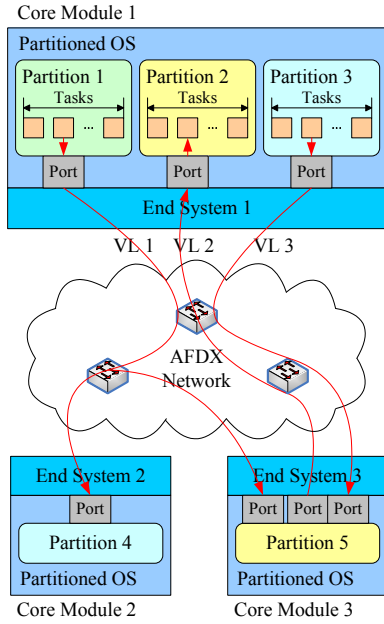 Core Module 1
Partitioned OS
Partition 1
Partition 2
Partition 3
Tasks
Tasks
Tasks
...
...
...
Port
Port
Port
End System 1
VL 1
VL 2
VL 3
AFDX
Network
End System 2
End System 3
Port
Port
Port
Port
Partition 4
Partition 5
Partitioned OS
Partitioned OS
Core Module 2
Core Module 3